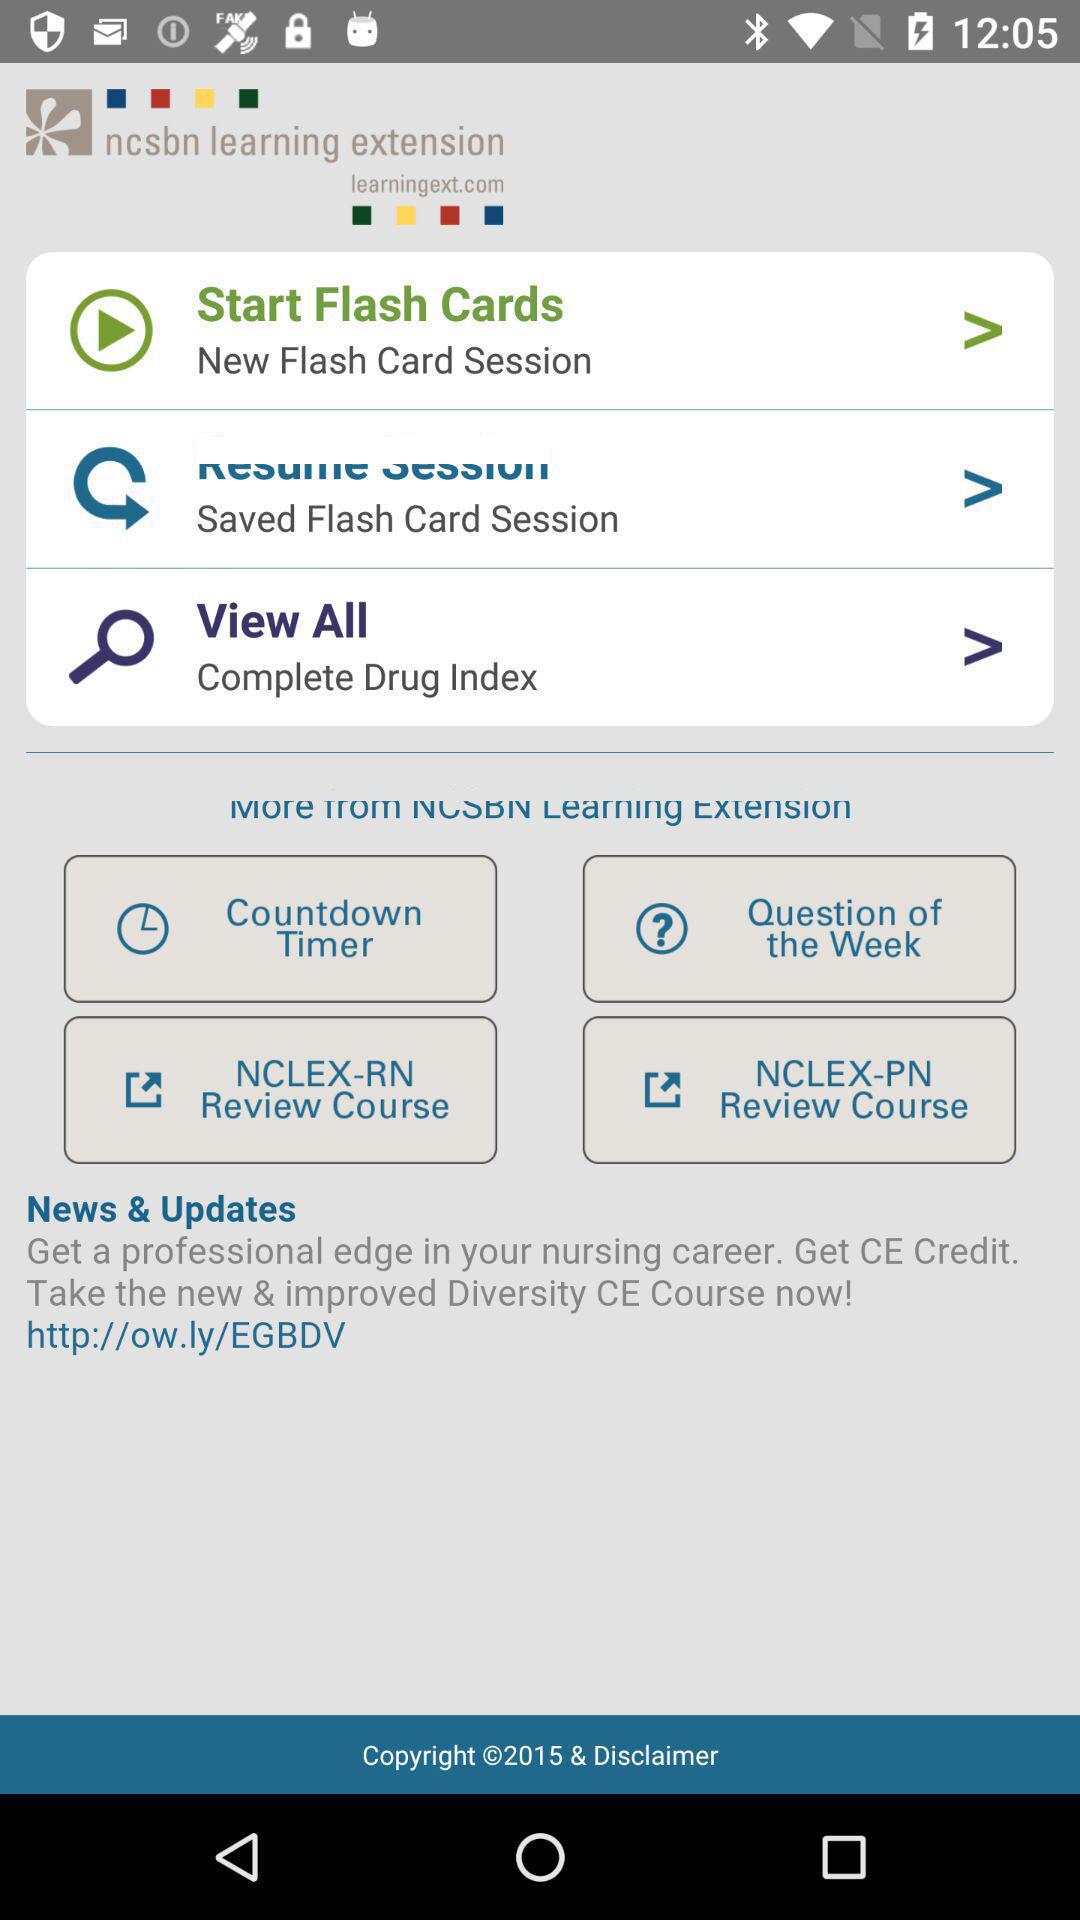 FAKE
12:05
ncsbn learning extension
learningext.com
Start Flash Cards
New Flash Card Session
>
Resume Session
Saved Flash Card Session
>
View All
Complete Drug Index
>
More from NCSBN Learning Extension
Countdown
Timer
Question of
the Week
NCLEX-RN
Review Course
NCLEX-PN
Review Course
News & Updates
Get a professional edge in your nursing career. Get CE Credit.
Take the new & improved Diversity CE Course now!
http://ow.ly/EGBDV
Copyright ©2015 & Disclaimer